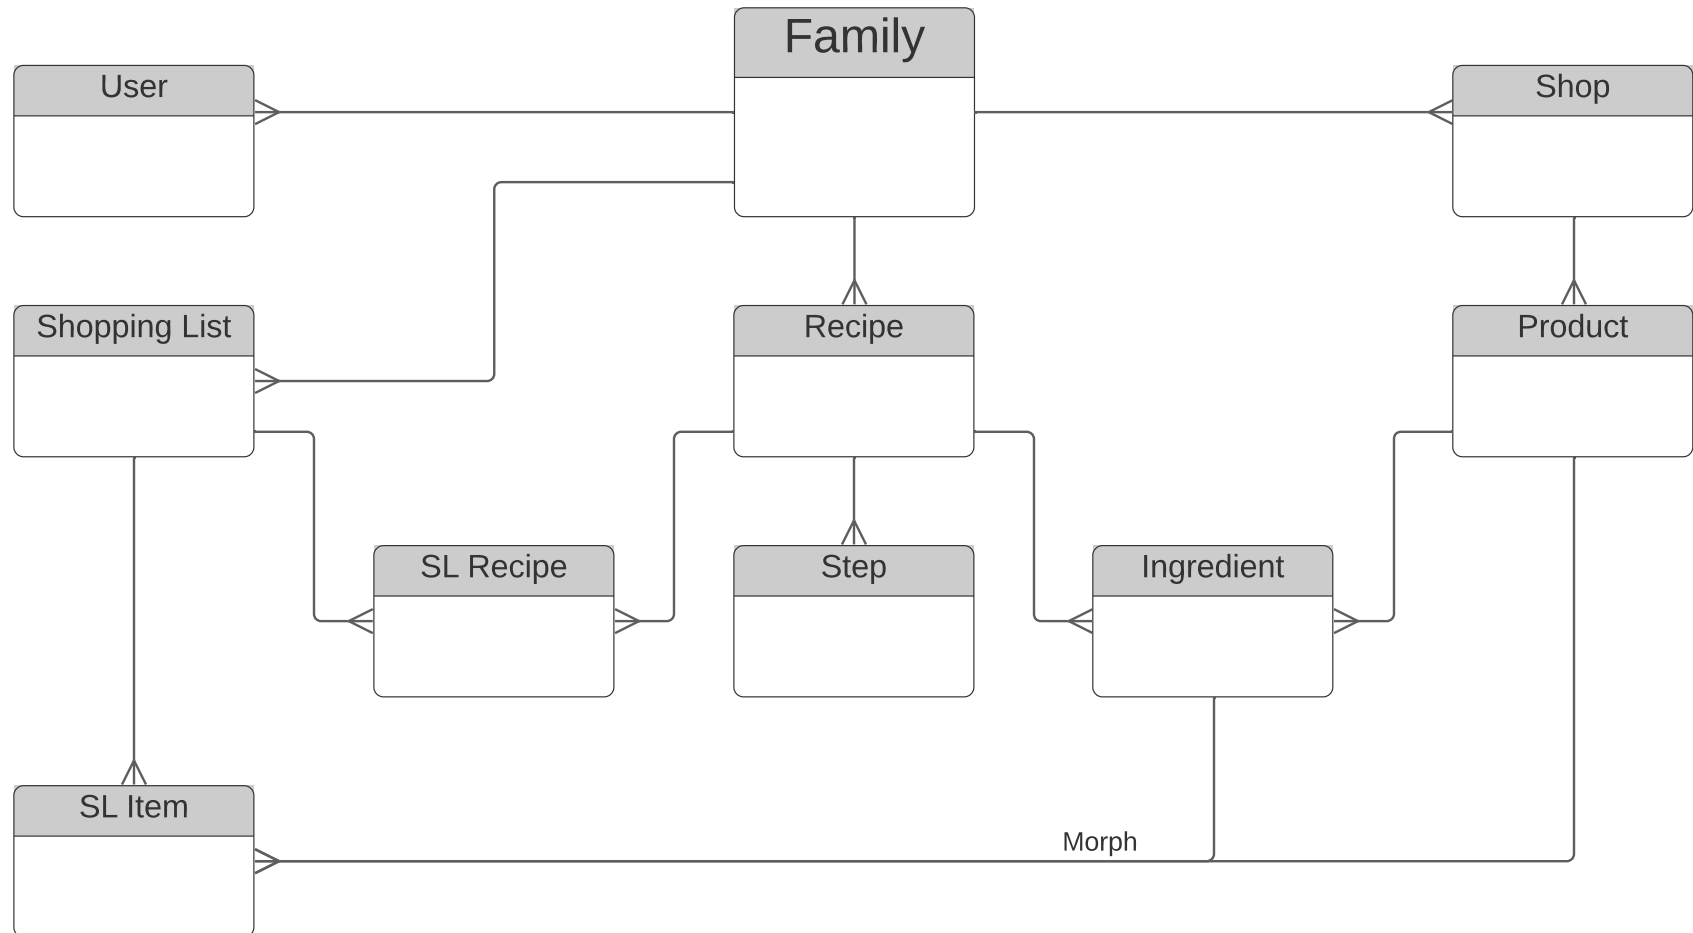 Family
User
Shop
Shopping List
Recipe
Product
SL Recipe
Step
Ingredient
SL Item
Morph